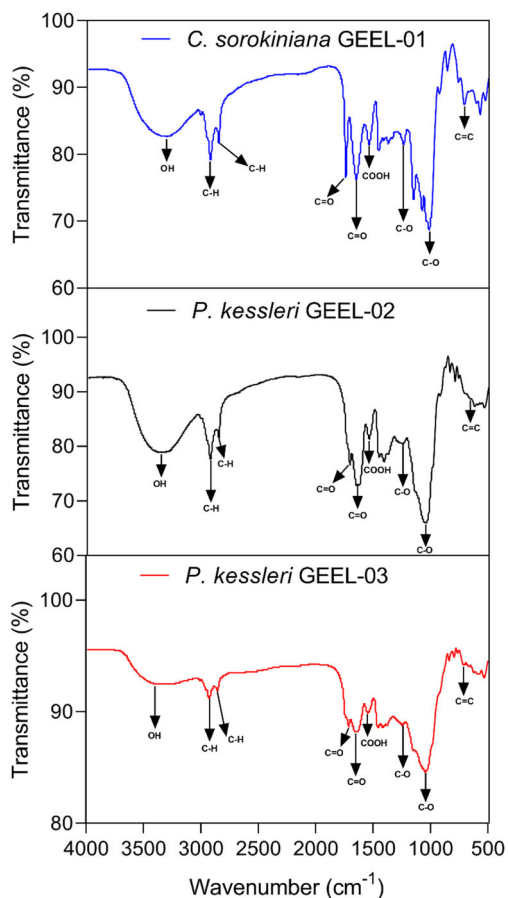 C. sorokiniana GEEL-01
Transmittance (%)
100
90
80
70
60
OH
C-H
C-H
C=O
C=O
COOH
C-O
C-O
C=C
P. kessleri GEEL-02
Transmittance (%)
100
90
80
70
60
OH
C-H
C-H
C=O
C=O
COOH
C-O
C-O
C=C
P. kessleri GEEL-03
Transmittance (%)
100
90
80
OH
C-H
C-H
C=O
C=O
COOH
C-O
C-O
C=C
4000 3500 3000 2500 2000 1500 1000 500
Wavenumber (cm⁻¹)